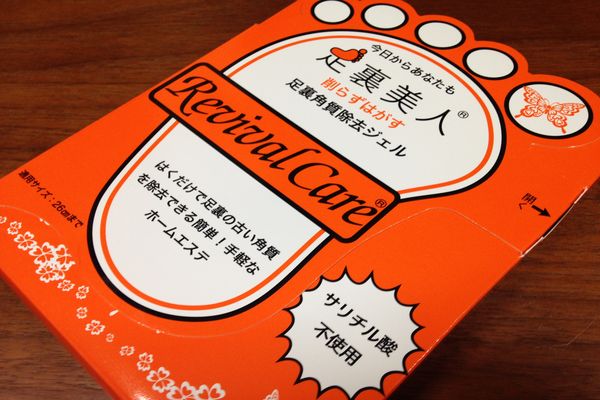 今日からあなたも
足裏美人®
削らずはがす
足裏角質除去ジェル
Revival Care®
はくだけで足裏の古い角質
を除去できる簡単!手軽な
ホームエステ
適用サイズ:26cmまで
開く
サリチル酸
不使用